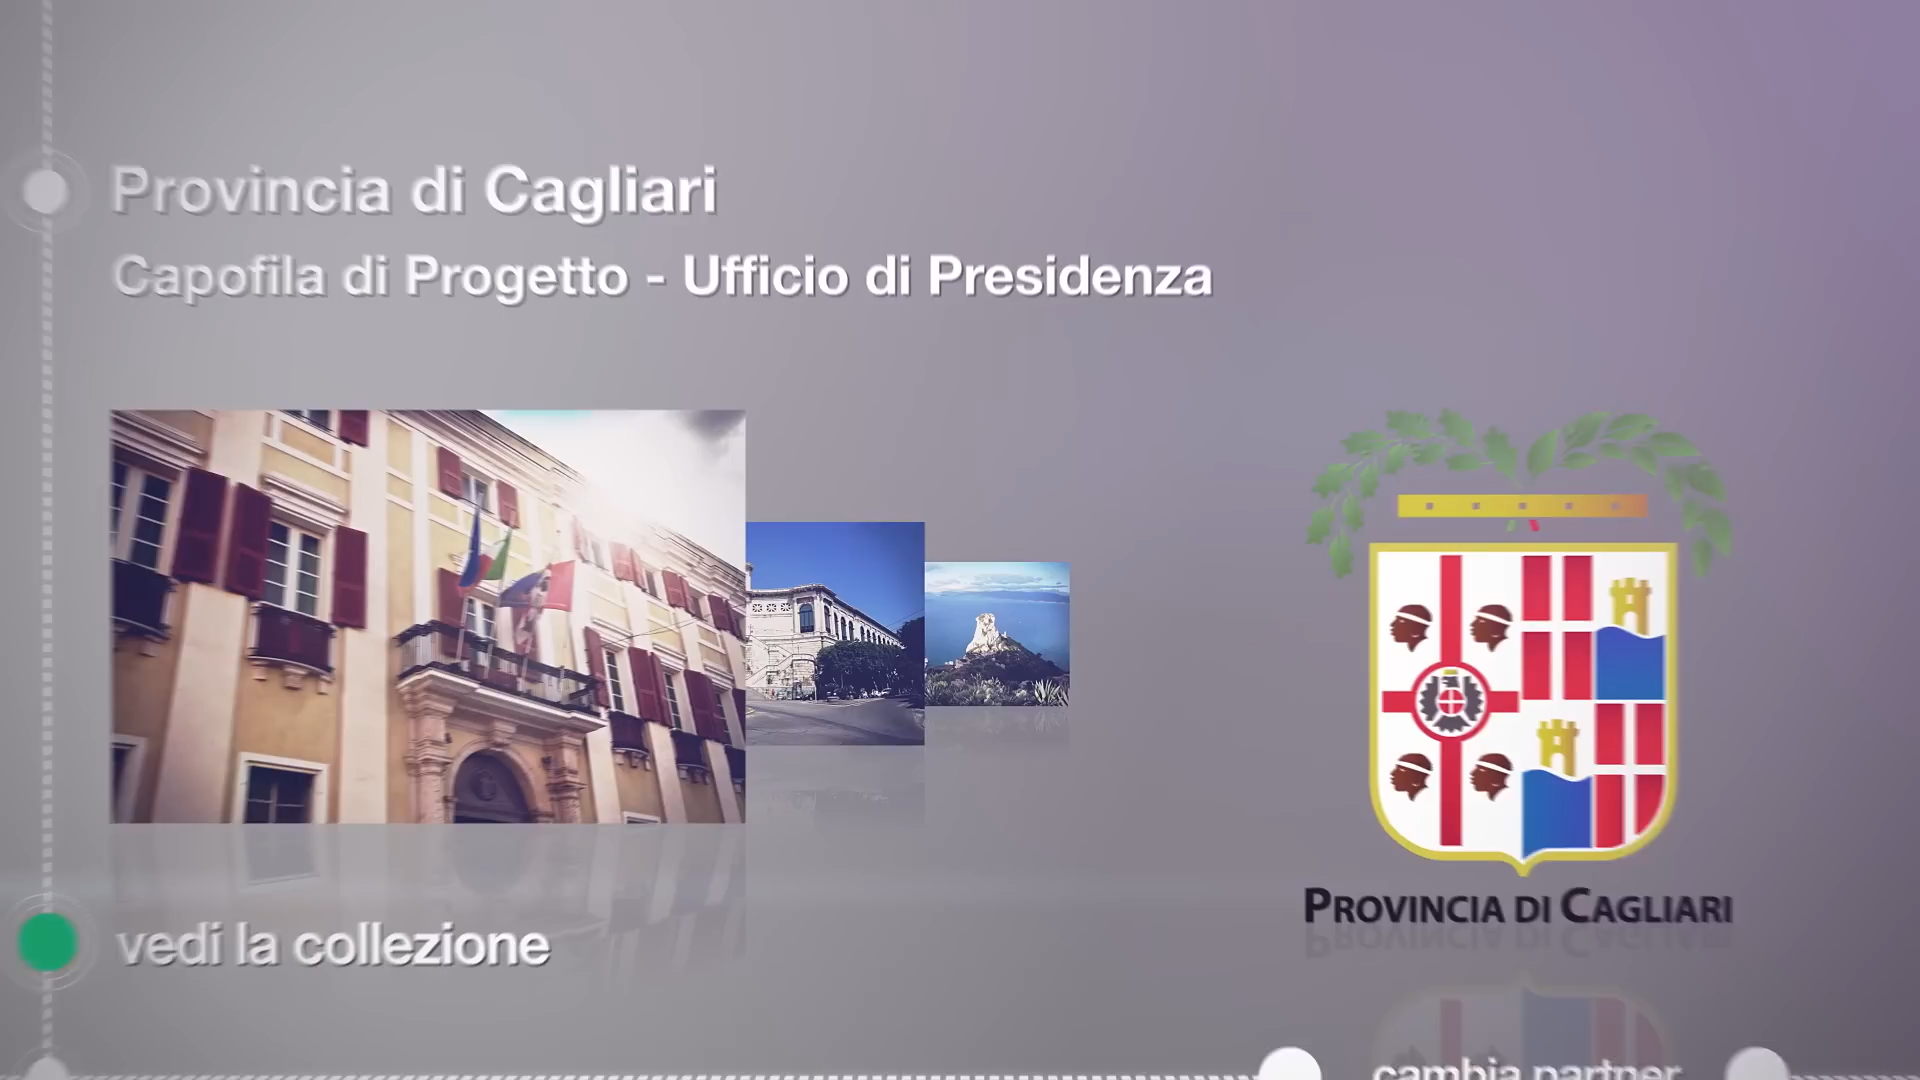 Provincia di Cagliari
Capofila di Progetto - Ufficio di Presidenza
PROVINCIA DI CAGLIARI
vedi la collezione
cambia partner